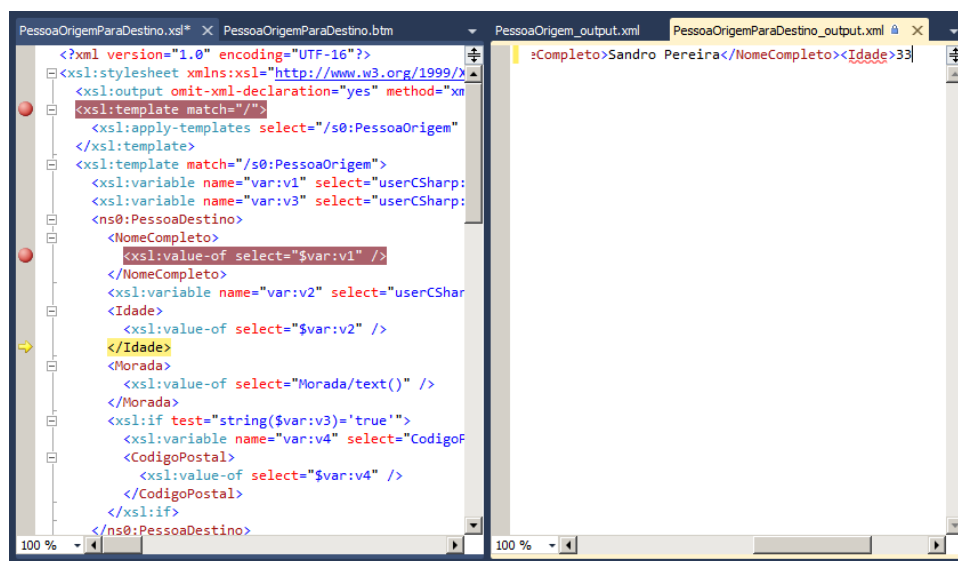 PessoaOrigemParaDestino.xsl*
PessoaOrigemParaDestino.btm
<?xml version="1.0" encoding="UTF-16"?>
<xsl:stylesheet xmlns:xsl="http://www.w3.org/1999/X
<xsl:output omit-xml-declaration="yes" method="xm
<xsl:template match="/">
<xsl:apply-templates select="/s0:PessoaOrigem"
</xsl:template>
<xsl:template match="/s0:PessoaOrigem">
<xsl:variable name="var:v1" select="userCSharp:
<xsl:variable name="var:v3" select="userCSharp:
<ns0:PessoaDestino>
<NomeCompleto>
<xsl:value-of select="$var:v1" />
</NomeCompleto>
<xsl:variable name="var:v2" select="userCShar
<Idade>
<xsl:value-of select="$var:v2" />
</Idade>
<Morada>
<xsl:value-of select="Morada/text()" />
</Morada>
<xsl:if test="string($var:v3)='true'">
<xsl:variable name="var:v4" select="CodigoP
<CodigoPostal>
<xsl:value-of select="$var:v4" />
</CodigoPostal>
</xsl:if>
</ns0:PessoaDestino>
100 %
PessoaOrigem_output.xml
PessoaOrigemParaDestino_output.xml
eCompleto>Sandro Pereira</NomeCompleto><Idade>33
100 %